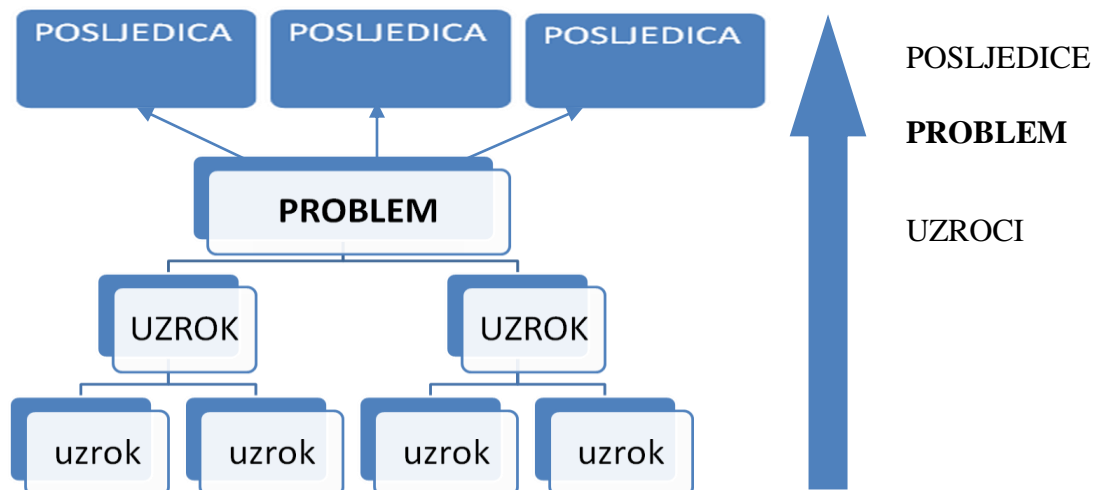 POSLJEDICA
POSLJEDICA
POSLJEDICA
PROBLEM
UZROK
UZROK
uzrok
uzrok
uzrok
uzrok
POSLJEDICE
PROBLEM
UZROCI